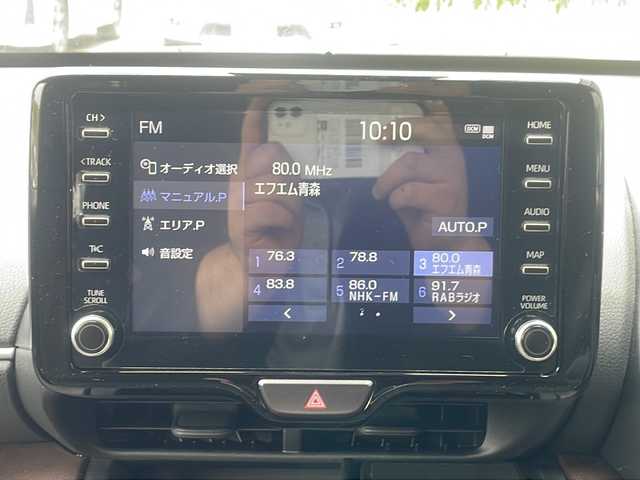 CH >
< TRACK
PHONE
T&C
TUNE
SCROLL
FM
10:10
DCM
DCM
オーディオ選択
マニュアル.P
エリア.P
音設定
80.0 MHz
エフエム青森
AUTO.P
1 76.3
2 78.8
3 80.0
エフエム青森
4 83.8
5 86.0
NHK-FM
6 91.7
RABラジオ
<
>
HOME
MENU
AUDIO
MAP
POWER
VOLUME